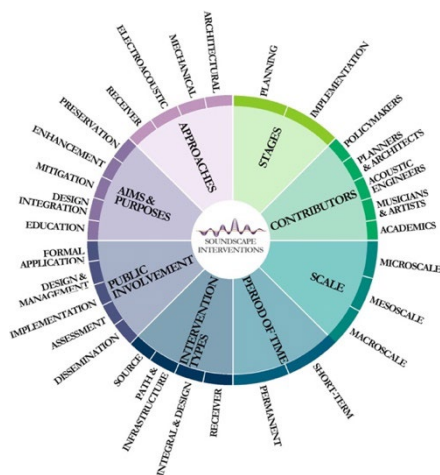 SOUNDSCAPE
INTERVENTIONS
STAGES
PLANNING
IMPLEMENTATION
CONTRIBUTORS
POLICYMAKERS
PLANNERS
& ARCHITECTS
ACOUSTIC
ENGINEERS
MUSICIANS
& ARTISTS
ACADEMICS
SCALE
MICROSCALE
MESOSCALE
MACROSCALE
PERIOD OF TIME
SHORT-TERM
PERMANENT
INTERVENTION
TYPES
RECEIVER
INTEGRAL & DESIGN
PATH &
INFRASTRUCTURE
SOURCE
PUBLIC
INVOLVEMENT
DISSEMINATION
ASSESSMENT
IMPLEMENTATION
DESIGN &
MANAGEMENT
FORMAL
APPLICATION
AIMS &
PURPOSES
EDUCATION
DESIGN
INTEGRATION
MITIGATION
ENHANCEMENT
PRESERVATION
APPROACHES
RECEIVER
ELECTROACOUSTIC
MECHANICAL
ARCHITECTURAL